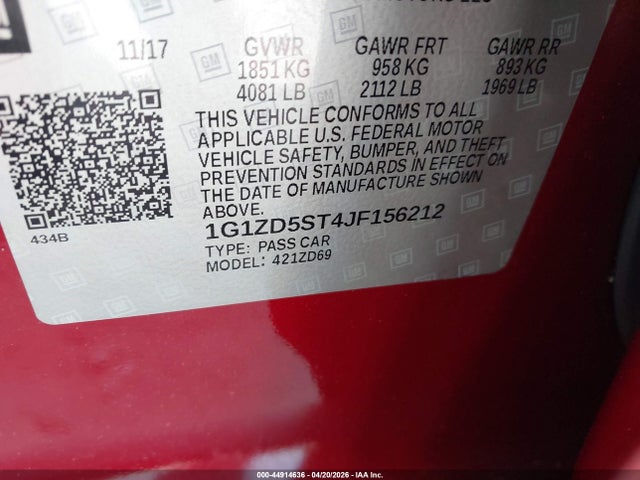 GM
11/17 GVWR GAWR FRT GAWR RR
1851 KG 958 KG 893 KG
4081 LB 2112 LB 1969 LB
THIS VEHICLE CONFORMS TO ALL
APPLICABLE U.S. FEDERAL MOTOR
VEHICLE SAFETY, BUMPER, AND THEFT
PREVENTION STANDARDS IN EFFECT ON
THE DATE OF MANUFACTURE SHOWN
ABOVE.
434B
1G1ZD5ST4JF156212
TYPE: PASS CAR
MODEL: 421ZD69
000-44914636 - 04/20/2026 - IAA Inc.